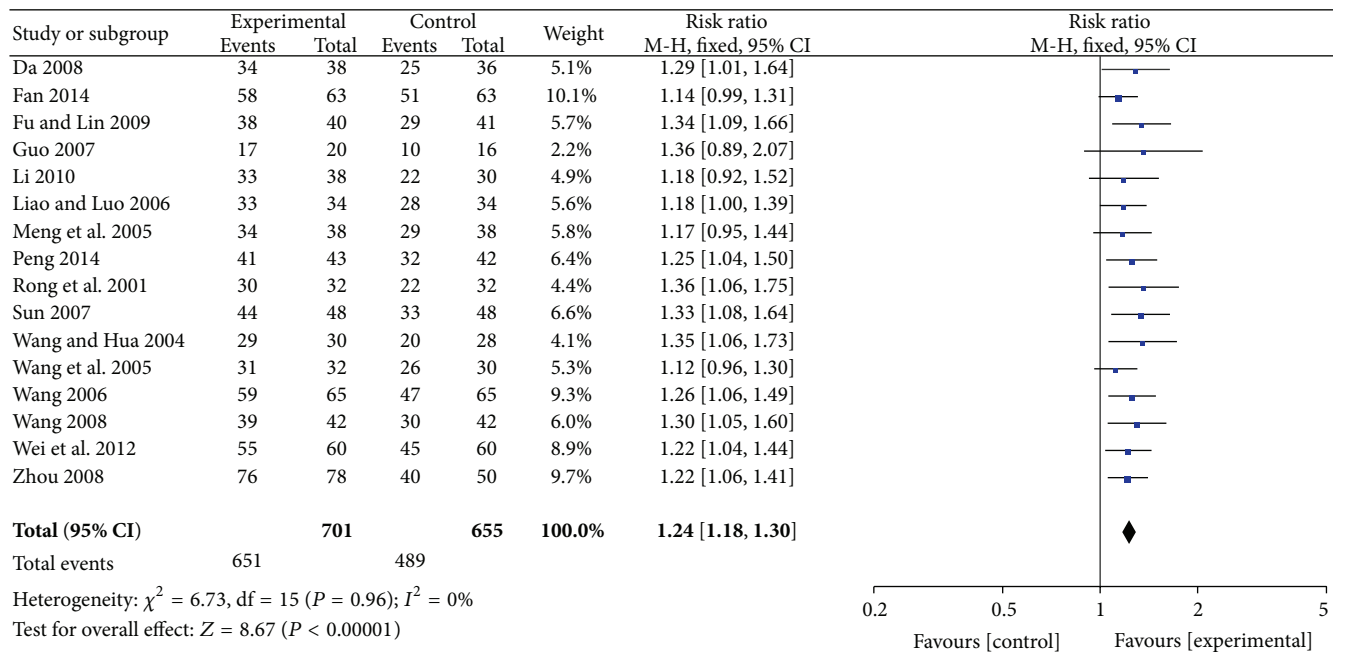 Study or subgroup Experimental Control Weight Risk ratio Risk ratio
Events Total Events Total M-H, fixed, 95% CI M-H, fixed, 95% CI
Da 2008 34 38 25 36 5.1% 1.29 [1.01, 1.64]
Fan 2014 58 63 51 63 10.1% 1.14 [0.99, 1.31]
Fu and Lin 2009 38 40 29 41 5.7% 1.34 [1.09, 1.66]
Guo 2007 17 20 10 16 2.2% 1.36 [0.89, 2.07]
Li 2010 33 38 22 30 4.9% 1.18 [0.92, 1.52]
Liao and Luo 2006 33 34 28 34 5.6% 1.18 [1.00, 1.39]
Meng et al. 2005 34 38 29 38 5.8% 1.17 [0.95, 1.44]
Peng 2014 41 43 32 42 6.4% 1.25 [1.04, 1.50]
Rong et al. 2001 30 32 22 32 4.4% 1.36 [1.06, 1.75]
Sun 2007 44 48 33 48 6.6% 1.33 [1.08, 1.64]
Wang and Hua 2004 29 30 20 28 4.1% 1.35 [1.06, 1.73]
Wang et al. 2005 31 32 26 30 5.3% 1.12 [0.96, 1.30]
Wang 2006 59 65 47 65 9.3% 1.26 [1.06, 1.49]
Wang 2008 39 42 30 42 6.0% 1.30 [1.05, 1.60]
Wei et al. 2012 55 60 45 60 8.9% 1.22 [1.04, 1.44]
Zhou 2008 76 78 40 50 9.7% 1.22 [1.06, 1.41]
Total (95% CI) 701 655 100.0% 1.24 [1.18, 1.30]
Total events 651 489
Heterogeneity: χ² = 6.73, df = 15 (P = 0.96); I² = 0%
Test for overall effect: Z = 8.67 (P < 0.00001)
0.2 0.5 1 2 5
Favours [control] Favours [experimental]